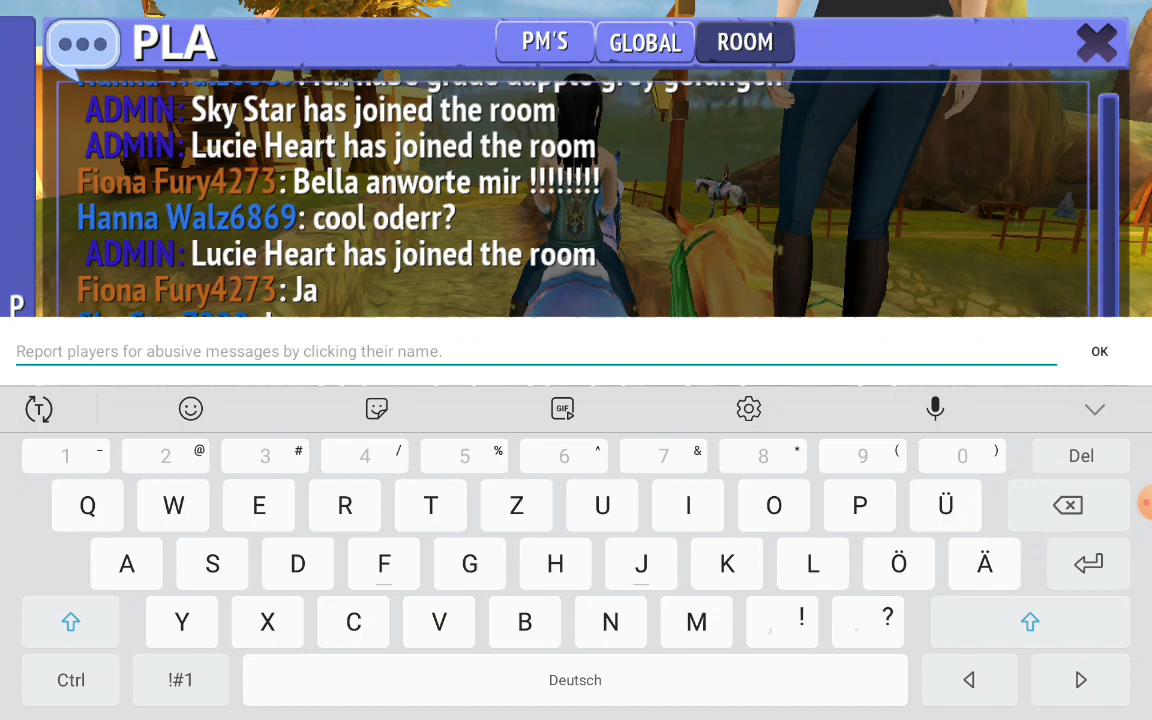 PLA
PM'S GLOBAL ROOM
ADMIN: Sky Star has joined the room
ADMIN: Lucie Heart has joined the room
Fiona Fury4273: Bella anworte mir !!!!!!!!
Hanna Walz6869: cool oderr?
ADMIN: Lucie Heart has joined the room
Fiona Fury4273: Ja
P
Report players for abusive messages by clicking their name. OK
T GIF
1 - 2 @ 3 # 4 / 5 % 6 ^ 7 & 8 * 9 ( 0 ) Del
Q W E R T Z U I O P Ü
A S D F G H J K L Ö Ä
Y X C V B N M , ! . ?
Ctrl !#1 Deutsch